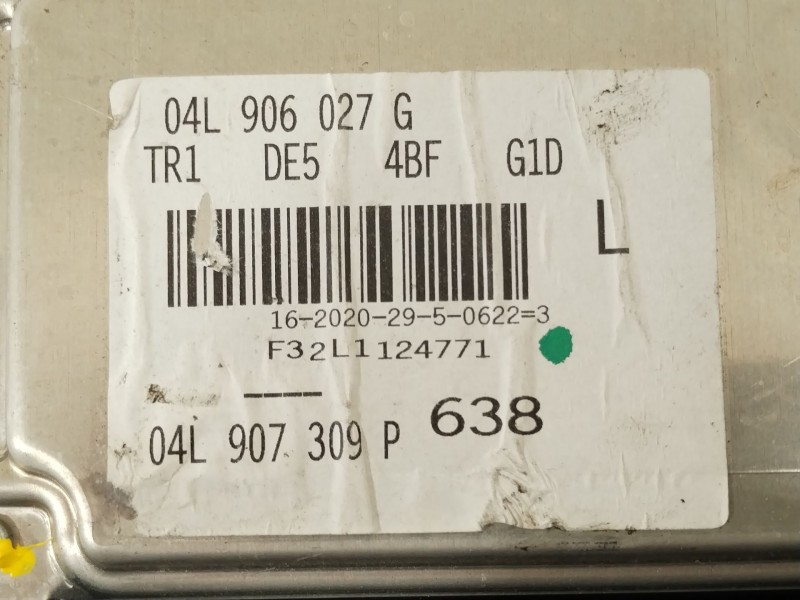 04L 906 027 G
TR1 DE5 4BF G1D
L
16-2020-29-5-0622=3
F32L1124771
04L 907 309 P 638